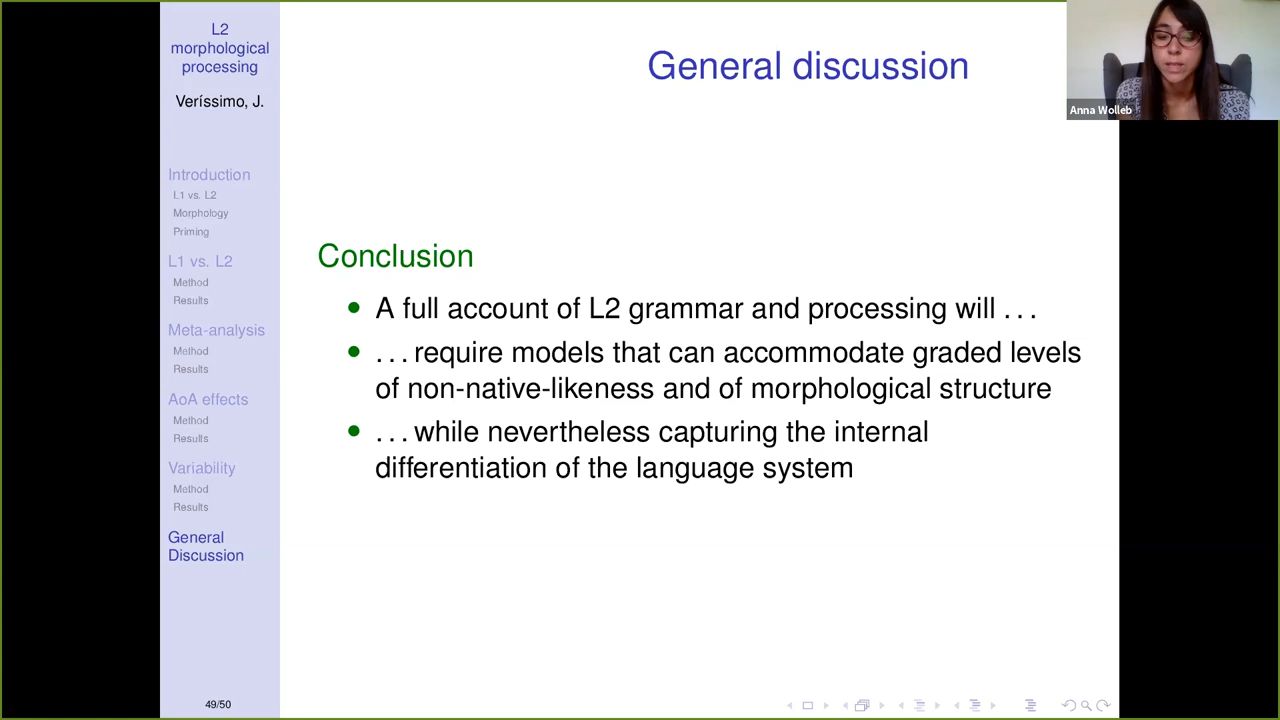 L2
morphological
processing
Veríssimo, J.
Introduction
L1 vs. L2
Morphology
Priming
L1 vs. L2
Method
Results
Meta-analysis
Method
Results
AoA effects
Method
Results
Variability
Method
Results
General
Discussion
49/50
General discussion
Conclusion
• A full account of L2 grammar and processing will . . .
• . . . require models that can accommodate graded levels
of non-native-likeness and of morphological structure
• . . . while nevertheless capturing the internal
differentiation of the language system
Anna Wolleb